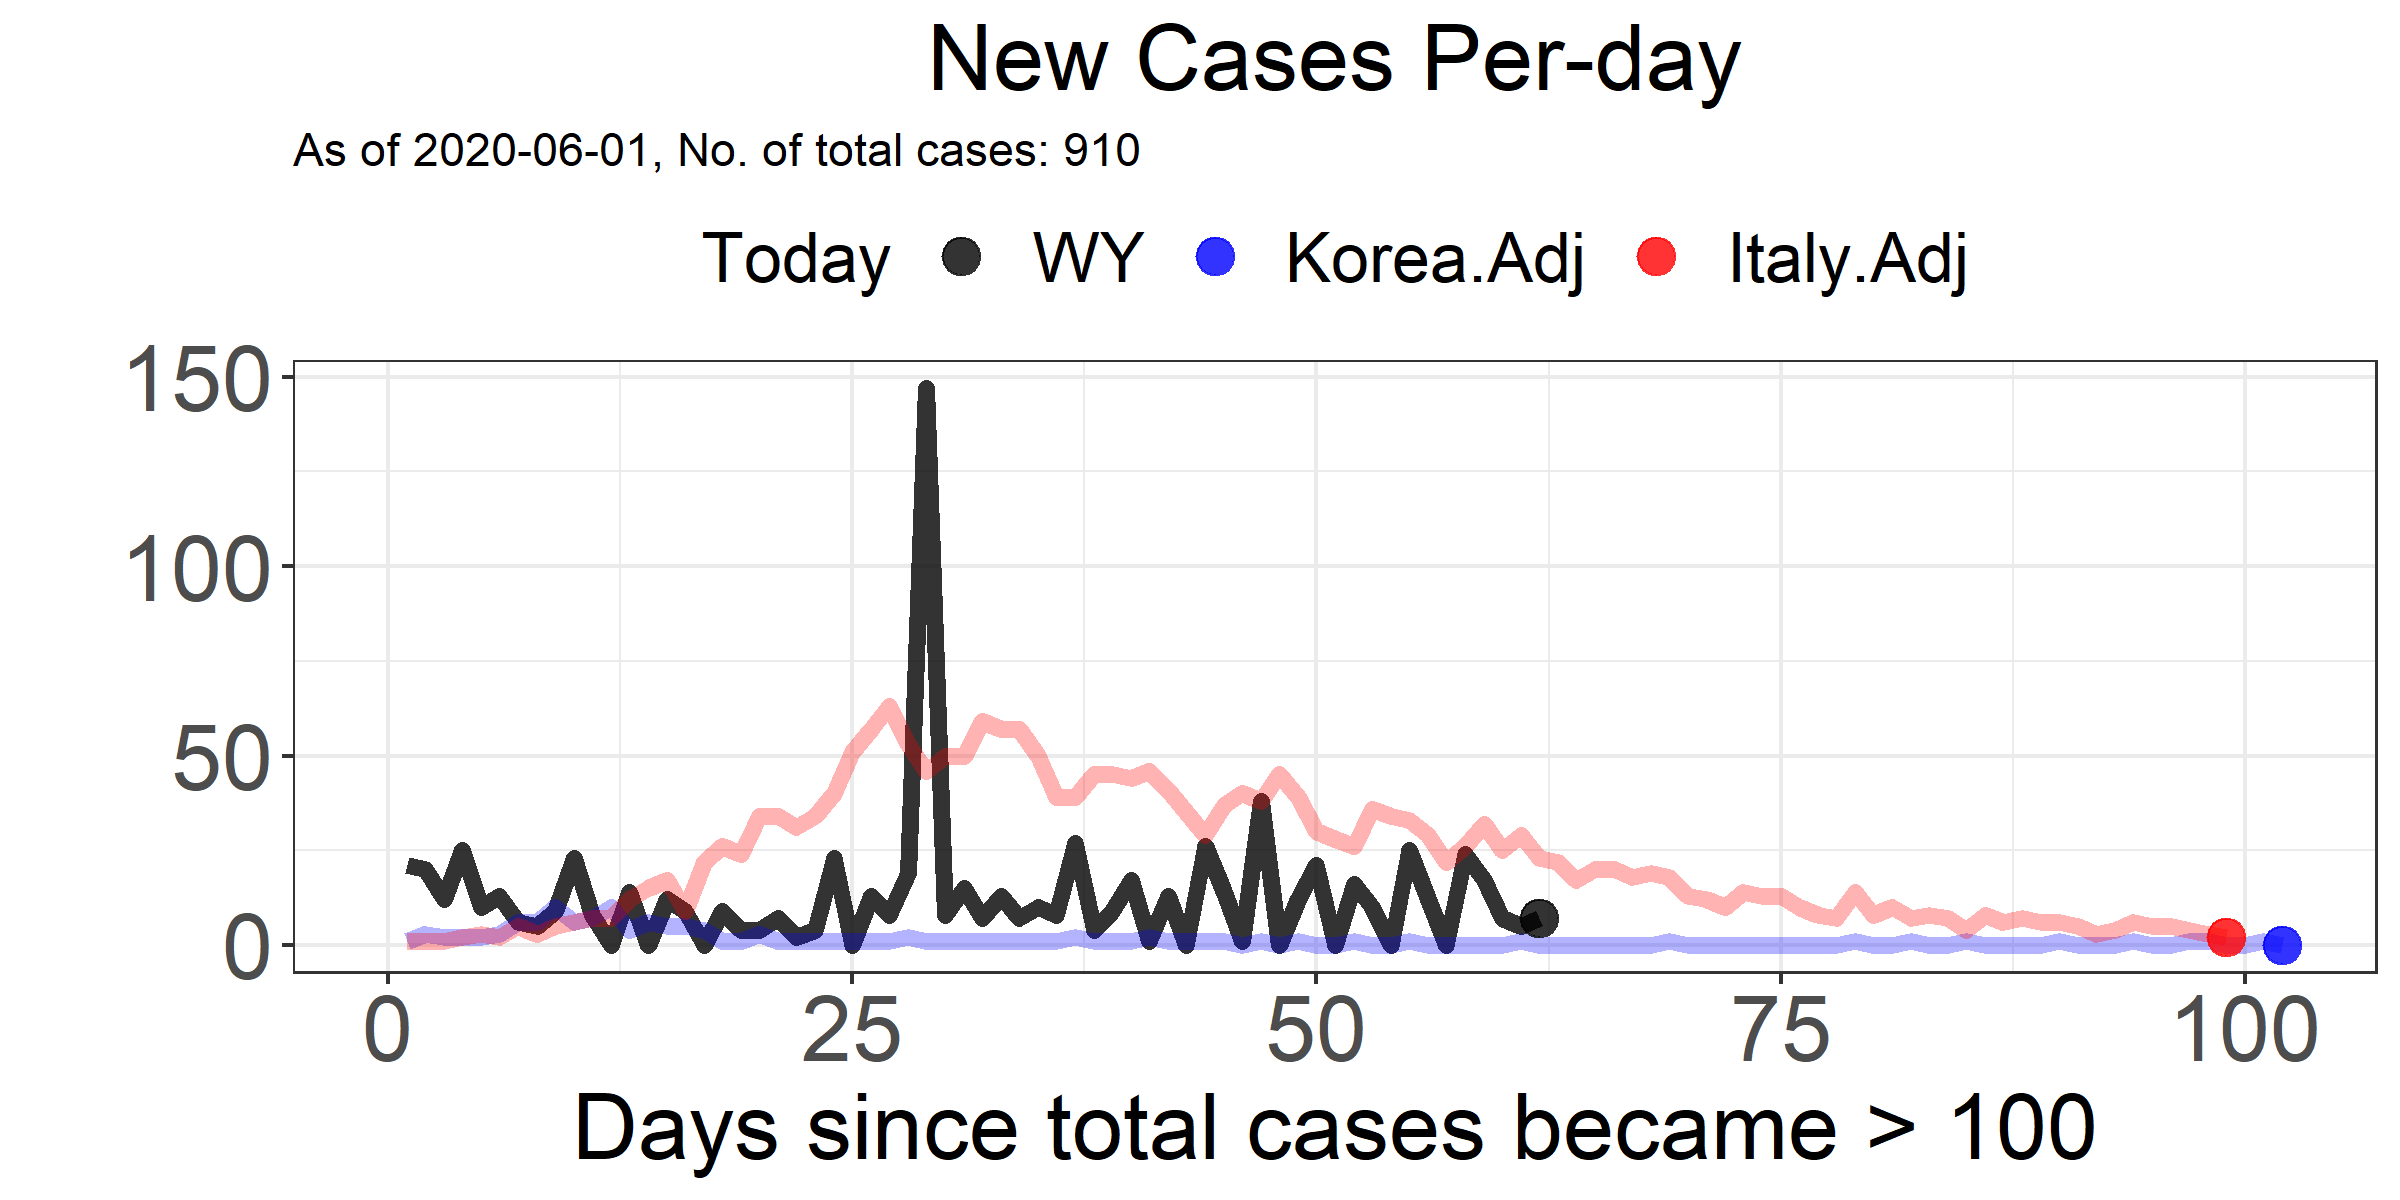 New Cases Per-day
As of 2020-06-01, No. of total cases: 910
Today WY Korea.Adj Italy.Adj
150
100
50
0
0 25 50 75 100
Days since total cases became > 100